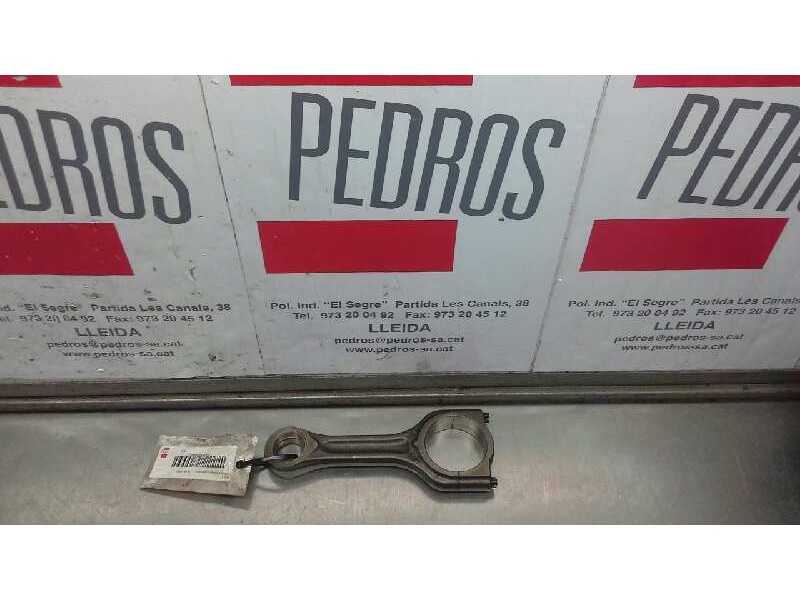 PEDROS
Ind. "El Segre" Partida Les Canals, 38
Tel. 973 20 04 92 Fax: 973 20 45 12
LLEIDA
pedros@pedros-sa.cat
www.pedros-sa.cat
PEDROS
Pol. Ind. "El Segre" Partida Les Canals, 38
Tel. 973 20 04 92 Fax: 973 20 45 12
LLEIDA
pedros@pedros-sa.cat
www.pedros-sa.cat
PEDROS
Pol. Ind. "El Segre" Partida Les Canals, 38
Tel. 973 20 04 92 Fax: 973 20 45 12
LLEIDA
pedros@pedros-sa.cat
www.pedros-sa.cat